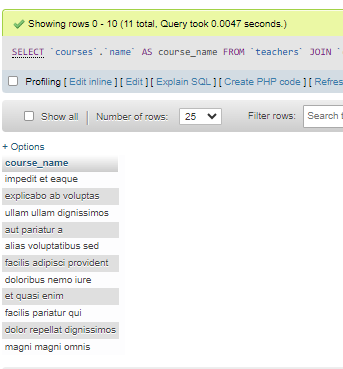 Showing rows 0 - 10 (11 total, Query took 0.0047 seconds.)
SELECT `courses`.`name` AS course_name FROM `teachers` JOIN `
Profiling [ Edit inline ] [ Edit ] [ Explain SQL ] [ Create PHP code ] [ Refres
Show all | Number of rows: 25 Filter rows: Search t
+ Options
course_name
impedit et eaque
explicabo ab voluptas
ullam ullam dignissimos
aut pariatur a
alias voluptatibus sed
facilis adipisci provident
doloribus nemo iure
et quasi enim
facilis pariatur qui
dolor repellat dignissimos
magni magni omnis